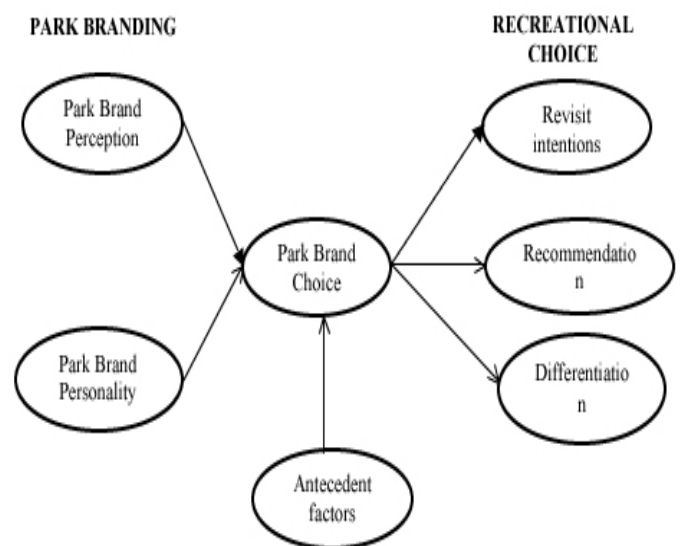 PARK BRANDING
RECREATIONAL
CHOICE
Park Brand
Perception
Revisit
intentions
Park Brand
Choice
Recommendatio
n
Park Brand
Personality
Differentiatio
n
Antecedent
factors